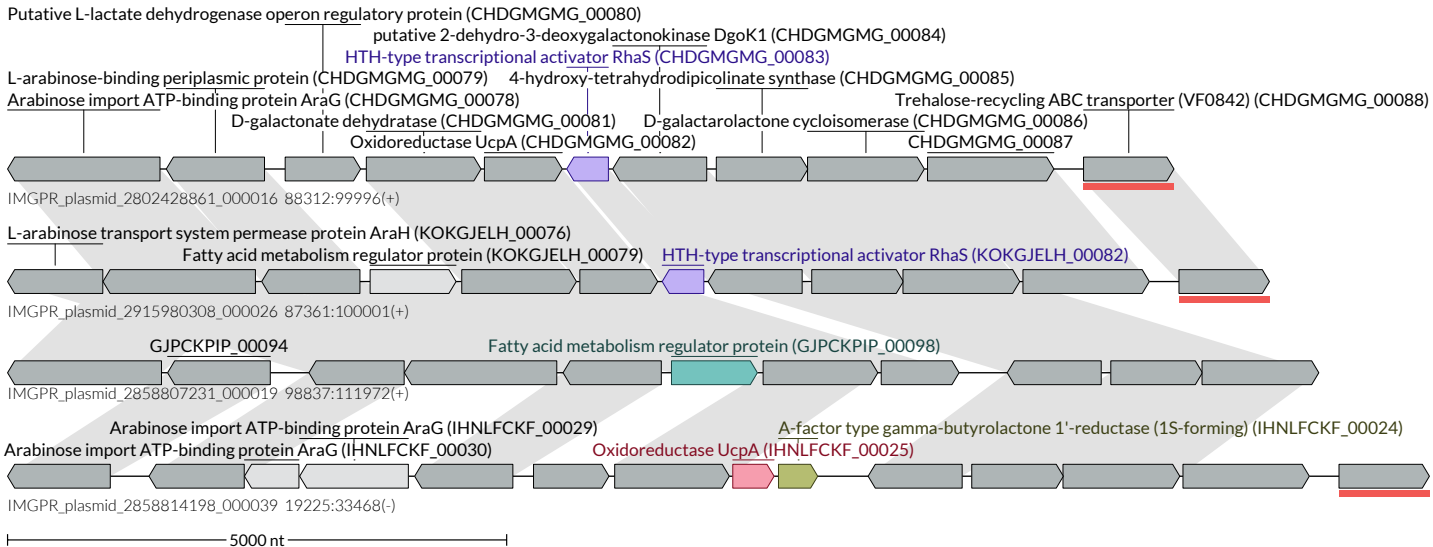 Putative L-lactate dehydrogenase operon regulatory protein (CHDGMGMG_00080)
putative 2-dehydro-3-deoxygalactonokinase DgoK1 (CHDGMGMG_00084)
HTH-type transcriptional activator RhaS (CHDGMGMG_00083)
L-arabinose-binding periplasmic protein (CHDGMGMG_00079)
4-hydroxy-tetrahydrodipicolinate synthase (CHDGMGMG_00085)
Arabinose import ATP-binding protein AraG (CHDGMGMG_00078)
Trehalose-recycling ABC transporter (VF0842) (CHDGMGMG_00088)
D-galactonate dehydratase (CHDGMGMG_00081)
D-galactarolactone cycloisomerase (CHDGMGMG_00086)
Oxidoreductase UcpA (CHDGMGMG_00082)
CHDGMGMG_00087
IMGPR_plasmid_2802428861_000016 88312:99996(+)
L-arabinose transport system permease protein AraH (KOKGJELH_00076)
Fatty acid metabolism regulator protein (KOKGJELH_00079)
HTH-type transcriptional activator RhaS (KOKGJELH_00082)
IMGPR_plasmid_2915980308_000026 87361:100001(+)
GJPCKPIP_00094
Fatty acid metabolism regulator protein (GJPCKPIP_00098)
IMGPR_plasmid_2858807231_000019 98837:111972(+)
Arabinose import ATP-binding protein AraG (IHNLFCKF_00029)
A-factor type gamma-butyrolactone 1'-reductase (1S-forming) (IHNLFCKF_00024)
Arabinose import ATP-binding protein AraG (IHNLFCKF_00030)
Oxidoreductase UcpA (IHNLFCKF_00025)
IMGPR_plasmid_2858814198_000039 19225:33468(-)
5000 nt